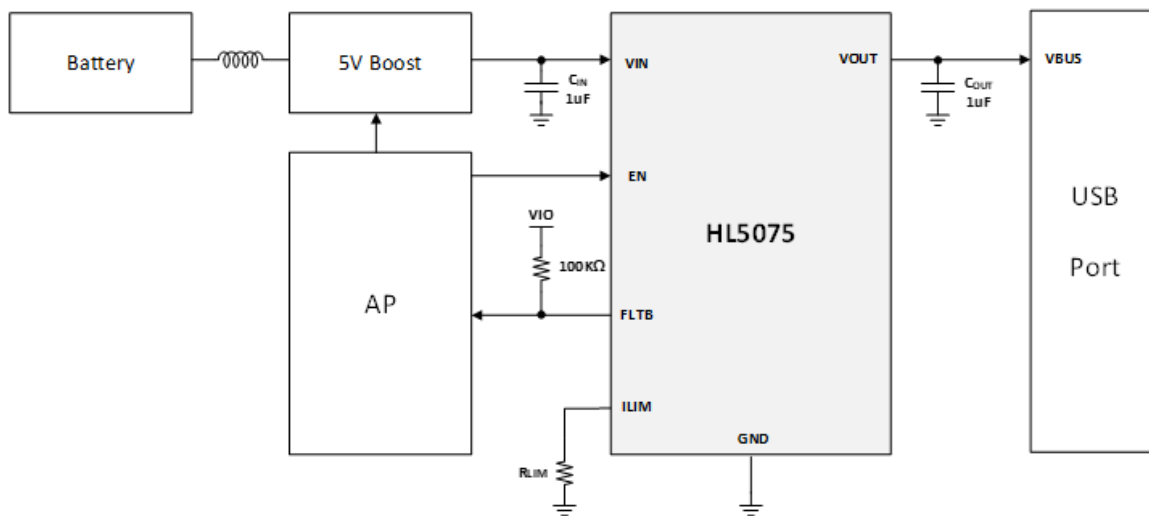 Battery
5V Boost
CIN
1uF
VIN
VOUT
COUT
1uF
VBUS
EN
VIO
100KΩ
HL5075
USB
Port
AP
FLTB
ILIM
RLIM
GND